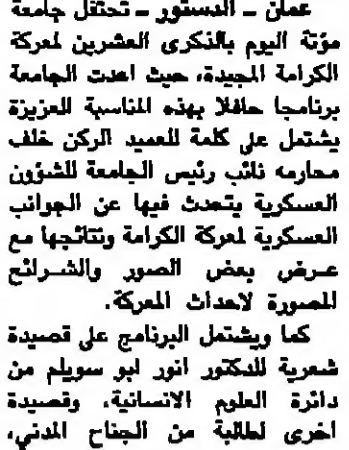 عمان ـ الدستور ـ تحتفل جامعة
مؤتة اليوم بالذكرى العشرين لمعركة
الكرامة المجيدة، حيث اعدت الجامعة
برنامجا حافلا بهذه المناسبة العزيزة
يشتمل على كلمة للعميد الركن خلف
محارمه نائب رئيس الجامعة للشؤون
العسكرية يتحدث فيها عن الجوانب
العسكرية لمعركة الكرامة ونتائجها مع
عرض بعض الصور والشرائح
المصورة لاحداث المعركة.
كما ويشتمل البرنامج على قصيدة
شعرية للدكتور انور ابو سويلم من
دائرة العلوم الانسانية، وقصيدة
اخرى لطالبة من الجناح المدني،